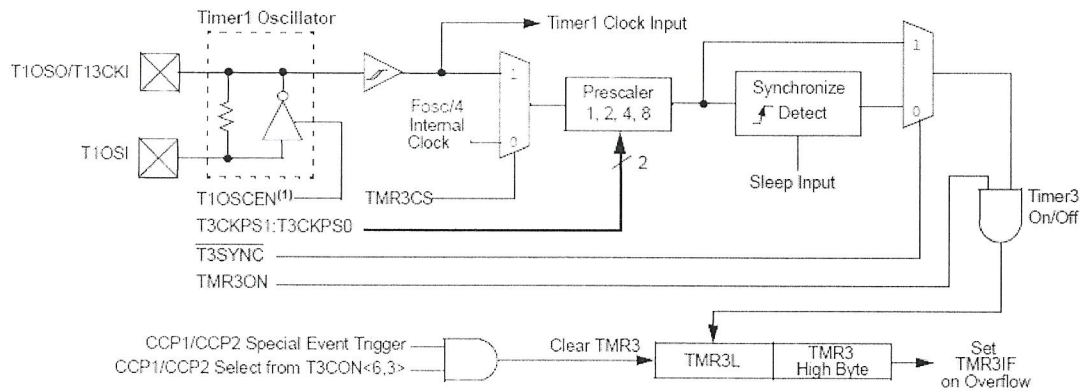 Timer1 Oscillator
Timer1 Clock Input
T1OSO/T13CKI
1
1
Fosc/4
Internal
Clock
Prescaler
1, 2, 4, 8
Synchronize
Detect
0
0
T1OSI
2
Sleep Input
T1OSCEN(1)
TMR3CS
Timer3
On/Off
T3CKPS1:T3CKPS0
T3SYNC
TMR3ON
CCP1/CCP2 Special Event Trigger
CCP1/CCP2 Select from T3CON<6,3>
Clear TMR3
TMR3L
TMR3
High Byte
Set
TMR3IF
on Overflow